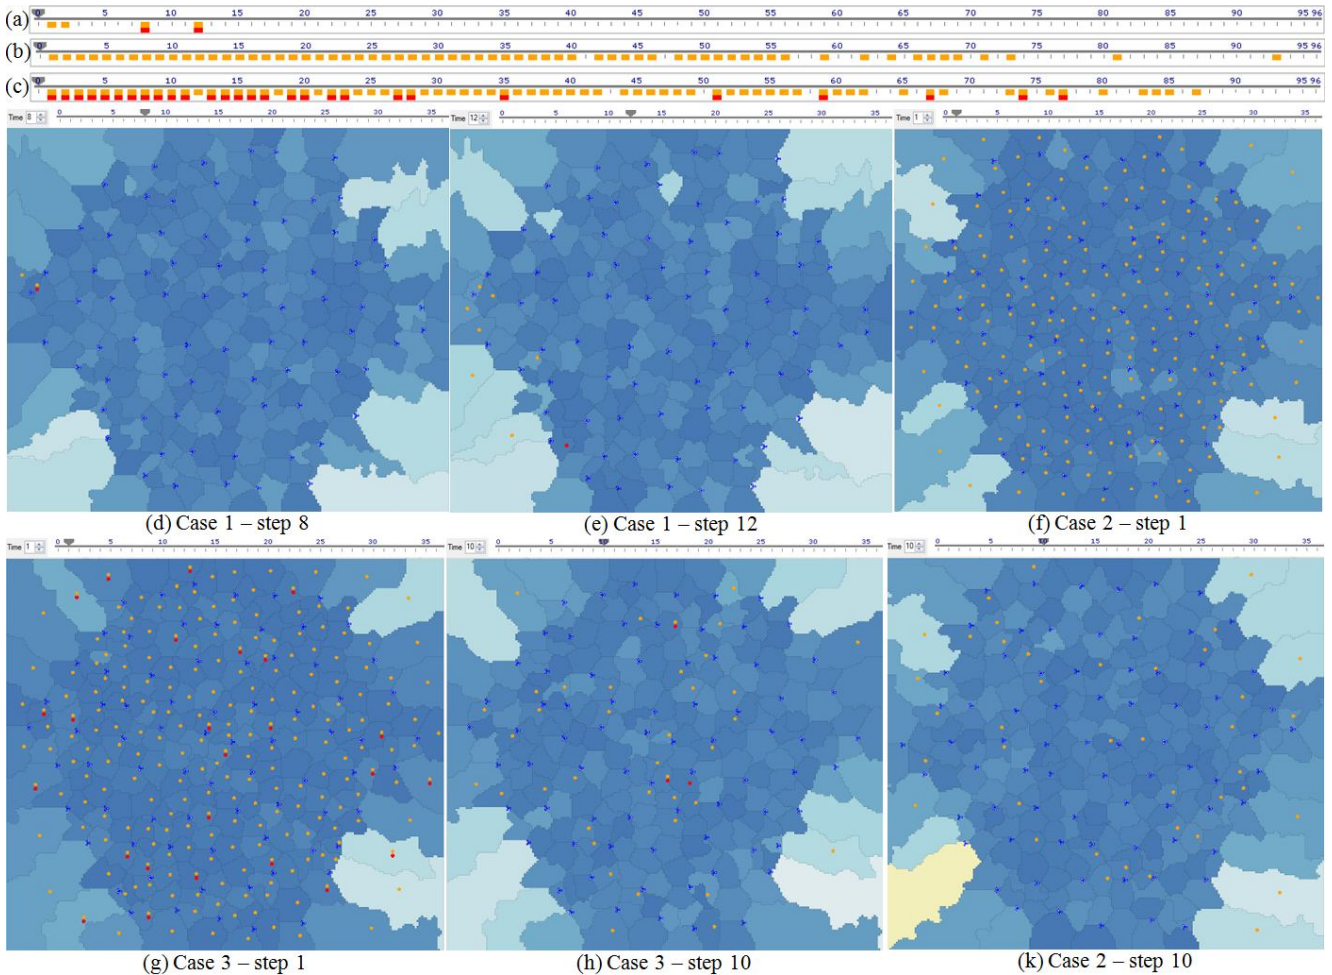 (a)
0 5 10 15 20 25 30 35 40 45 50 55 60 65 70 75 80 85 90 95 96
(b)
0 5 10 15 20 25 30 35 40 45 50 55 60 65 70 75 80 85 90 95 96
(c)
0 5 10 15 20 25 30 35 40 45 50 55 60 65 70 75 80 85 90 95 96
Time 8 0 5 10 15 20 25 30 35
Time 12 0 5 10 15 20 25 30 35
Time 1 0 5 10 15 20 25 30 35
(d) Case 1 – step 8
(e) Case 1 – step 12
(f) Case 2 – step 1
Time 1 0 5 10 15 20 25 30 35
Time 10 0 5 10 15 20 25 30 35
Time 10 0 5 10 15 20 25 30 35
(g) Case 3 – step 1
(h) Case 3 – step 10
(k) Case 2 – step 10